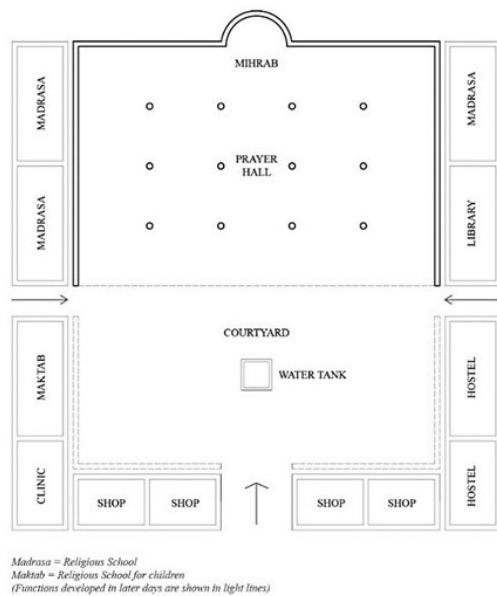 MIHRAB
MADRASA
MADRASA
PRAYER
HALL
MADRASA
LIBRARY
COURTYARD
WATER TANK
MAKTAB
HOSTEL
CLINIC
SHOP
SHOP
SHOP
SHOP
HOSTEL
Madrasa = Religious School
Maktab = Religious School for children
(Functions developed in later days are shown in light lines)